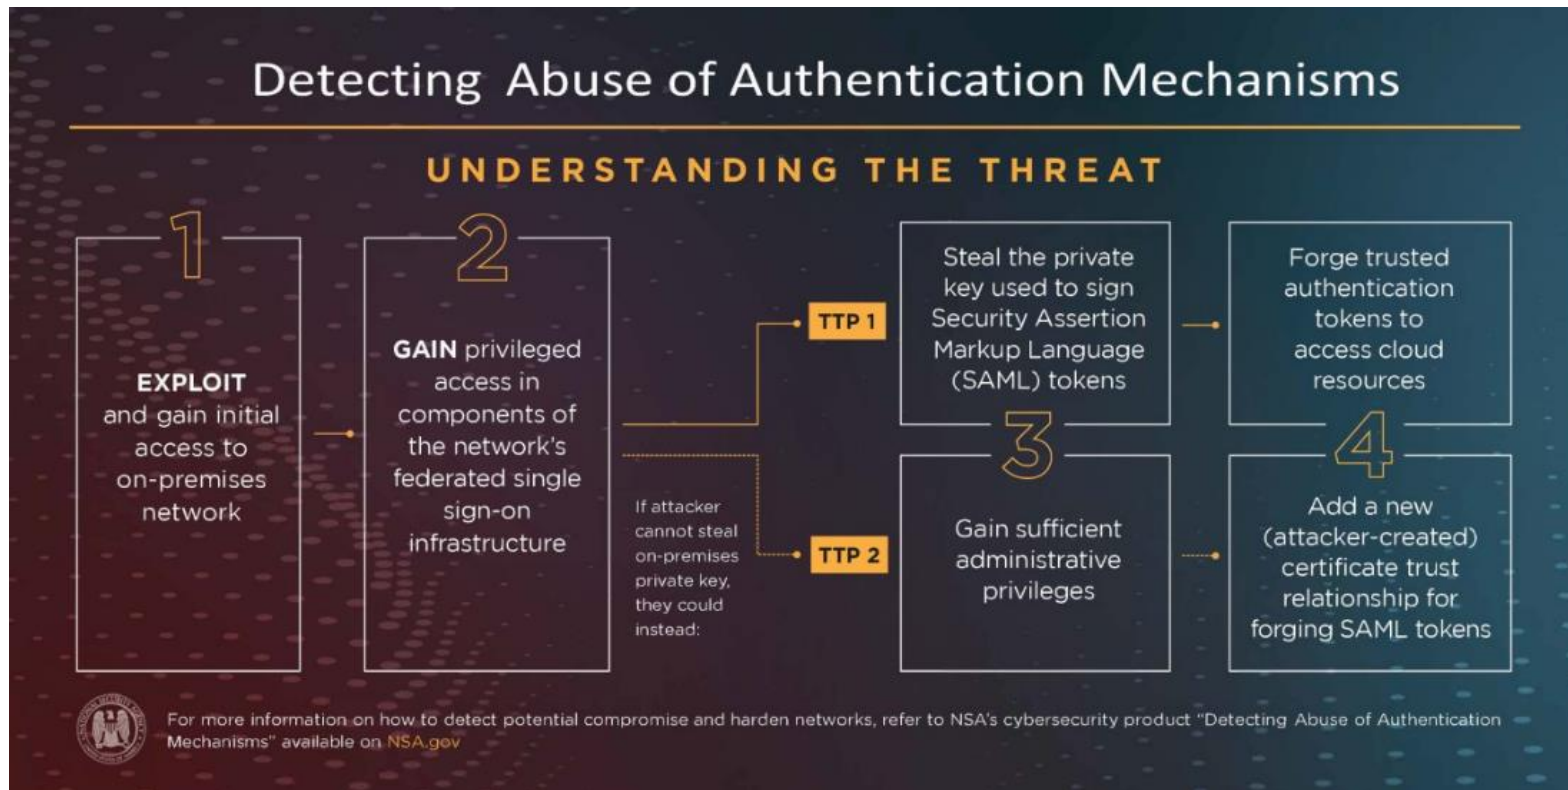 Detecting Abuse of Authentication Mechanisms
UNDERSTANDING THE THREAT
1
EXPLOIT
and gain initial
access to
on-premises
network
2
GAIN privileged
access in
components of
the network's
federated single
sign-on
infrastructure
If attacker
cannot steal
on-premises
private key,
they could
instead:
TTP 1
Steal the private
key used to sign
Security Assertion
Markup Language
(SAML) tokens
Forge trusted
authentication
tokens to
access cloud
resources
3
4
TTP 2
Gain sufficient
administrative
privileges
Add a new
(attacker-created)
certificate trust
relationship for
forging SAML tokens
For more information on how to detect potential compromise and harden networks, refer to NSA's cybersecurity product "Detecting Abuse of Authentication
Mechanisms" available on NSA.gov